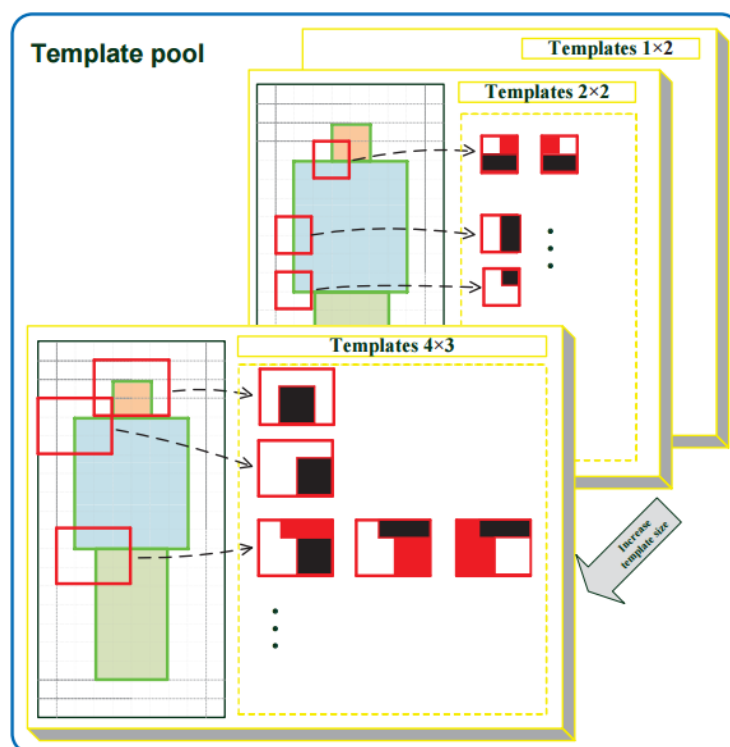 Template pool
Templates 1×2
Templates 2×2
Templates 4×3
Increase
template size